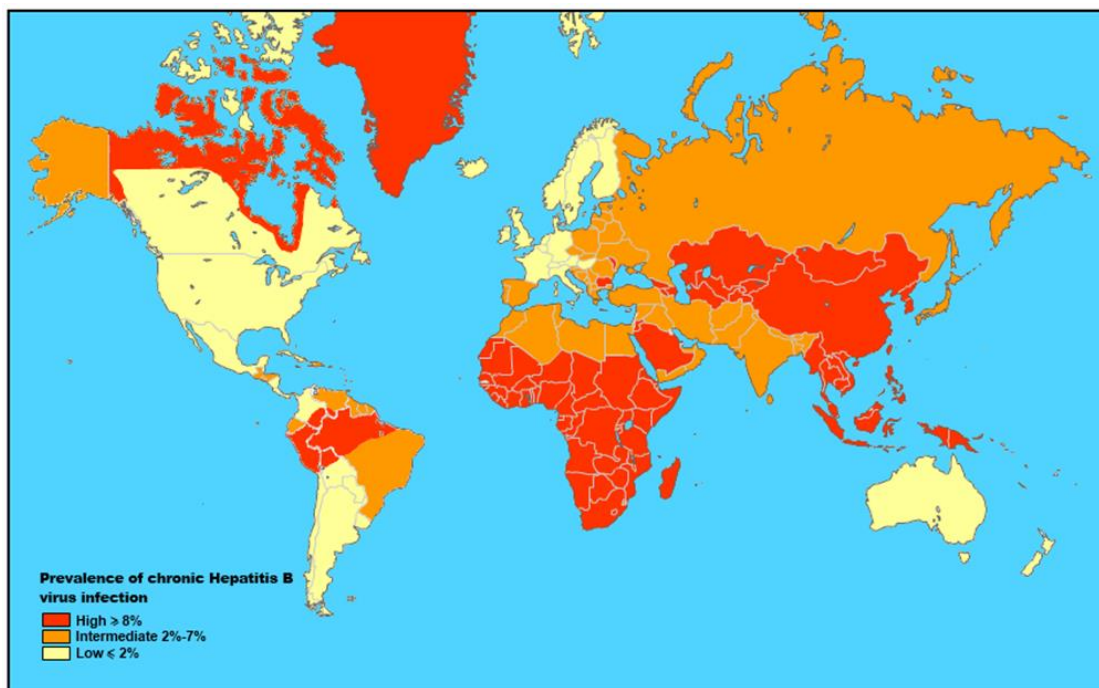 Prevalence of chronic Hepatitis B
virus infection
High ⩾ 8%
Intermediate 2%-7%
Low ⩽ 2%